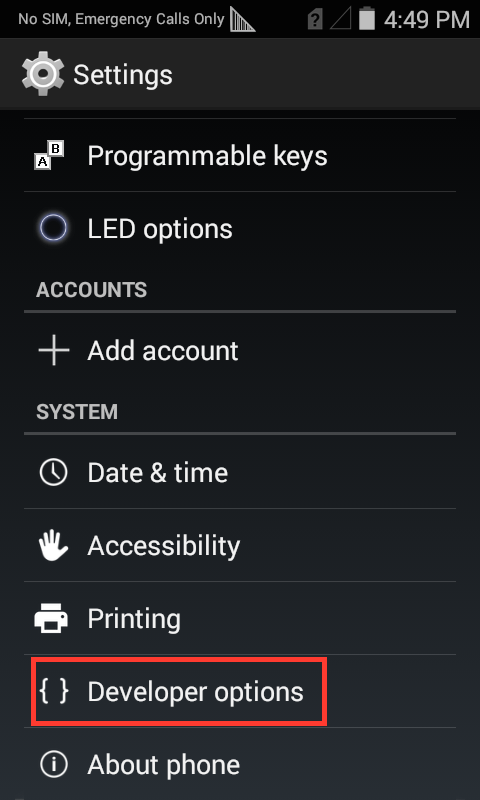 No SIM, Emergency Calls Only 4:49 PM
Settings
A B Programmable keys
LED options
ACCOUNTS
Add account
SYSTEM
Date & time
Accessibility
Printing
{ } Developer options
About phone